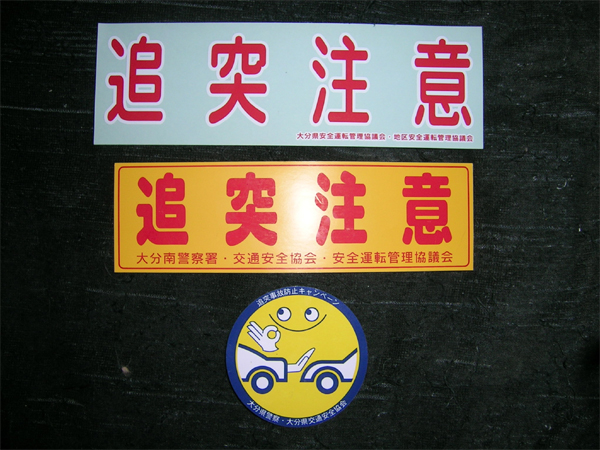 追突注意
大分県安全運転管理協議会・地区安全運転管理協議会
追突注意
大分南警察署・交通安全協会・安全運転管理協議会
追突事故防止キャンペーン
大分県警察・大分県交通安全協会